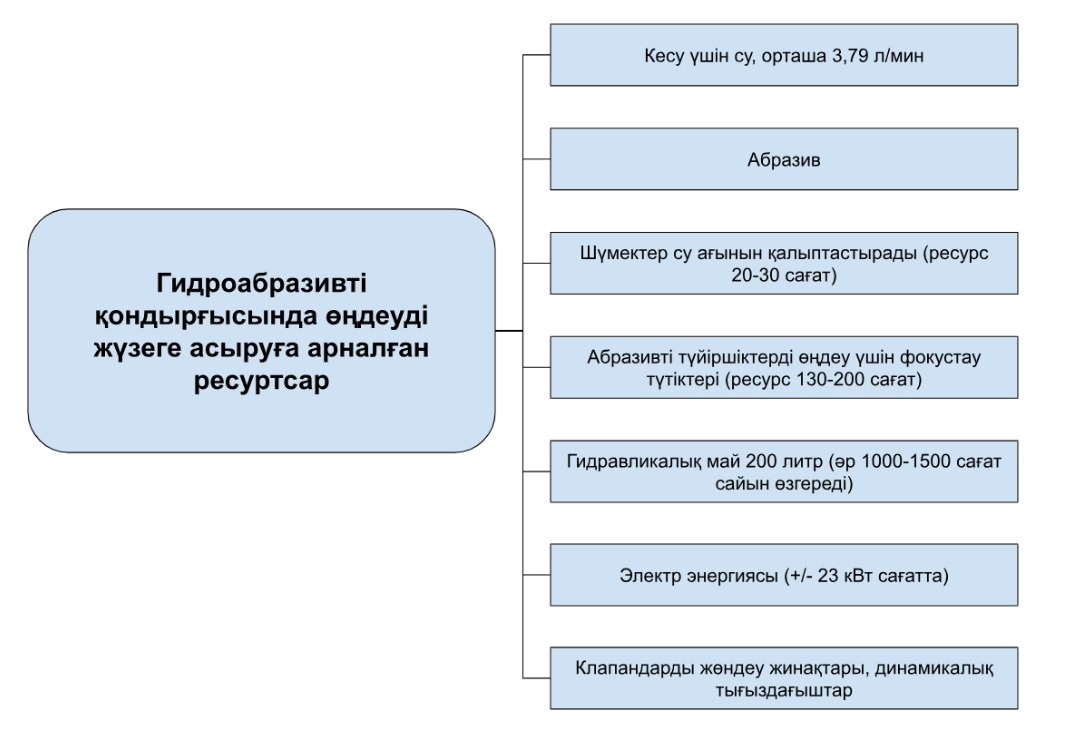 Гидроабразивті
қондырғысында өңдеуді
жүзеге асыруға арналған
ресуртсар
Кесу үшін су, орташа 3,79 л/мин
Абразив
Шүмектер су ағынын қалыптастырады (ресурс
20-30 сағат)
Абразивті түйіршіктерді өңдеу үшін фокустау
түтіктері (ресурс 130-200 сағат)
Гидравликалық май 200 литр (әр 1000-1500 сағат
сайын өзгереді)
Электр энергиясы (+/- 23 кВт сағатта)
Клапандарды жөндеу жинақтары, динамикалық
тығыздағыштар